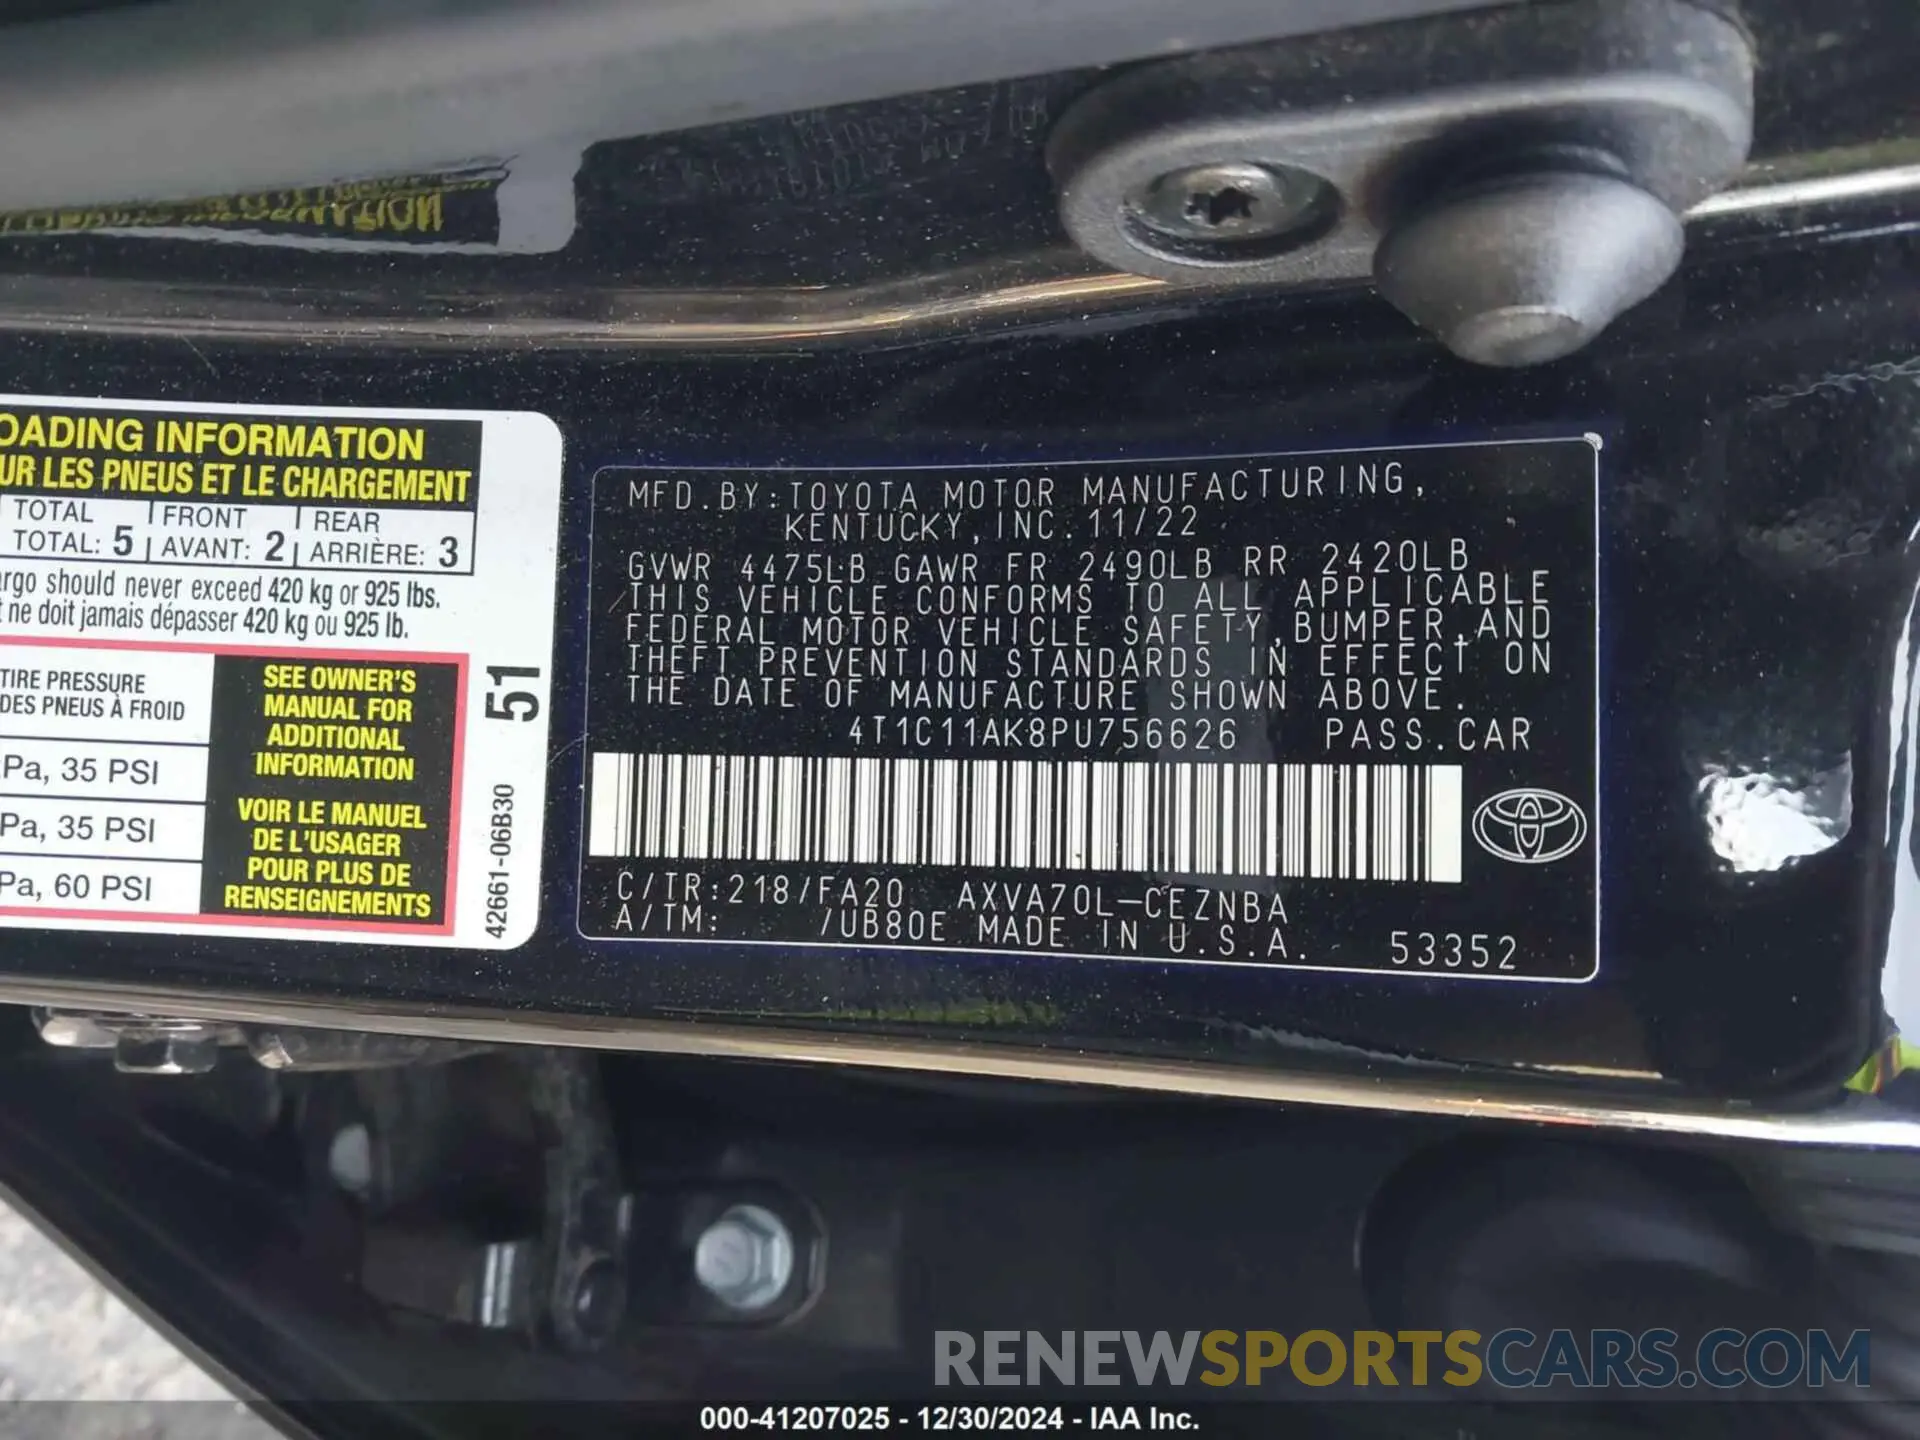 OADING INFORMATION
UR LES PNEUS ET LE CHARGEMENT
TOTAL FRONT REAR
TOTAL: 5 AVANT: 2 ARRIÈRE: 3
rgo should never exceed 420 kg or 925 lbs.
t ne doit jamais dépasser 420 kg ou 925 lb.
TIRE PRESSURE
DES PNEUS À FROID
Pa, 35 PSI
Pa, 35 PSI
Pa, 60 PSI
SEE OWNER'S
MANUAL FOR
ADDITIONAL
INFORMATION
VOIR LE MANUEL
DE L'USAGER
POUR PLUS DE
RENSEIGNEMENTS
51
42661-06B30
MFD.BY:TOYOTA MOTOR MANUFACTURING,
KENTUCKY,INC.11/22
GVWR 4475LB GAWR FR 2490LB RR 2420LB
THIS VEHICLE CONFORMS TO ALL APPLICABLE
FEDERAL MOTOR VEHICLE SAFETY,BUMPER,AND
THEFT PREVENTION STANDARDS IN EFFECT ON
THE DATE OF MANUFACTURE SHOWN ABOVE.
4T1C11AK8PU756626 PASS.CAR
C/TR:218/FA20 AXVA70L-CEZNBA
A/TM: /UB80E MADE IN U.S.A. 53352
RENEWSPORTSCARS.COM
000-41207025 - 12/30/2024 - IAA Inc.